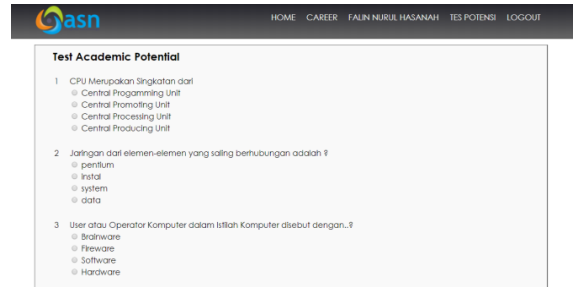 asn
HOME CAREER FALIN NURUL HASANAH TES POTENSI LOGOUT
Test Academic Potential
1 CPU Merupakan Singkatan dari
Central Progamming Unit
Central Promoting Unit
Central Processing Unit
Central Producing Unit
2 Jaringan dari elemen-elemen yang saling berhubungan adalah ?
pentium
instal
system
data
3 User atau Operator Komputer dalam Istilah Komputer disebut dengan..?
Brainware
Fireware
Software
Hardware